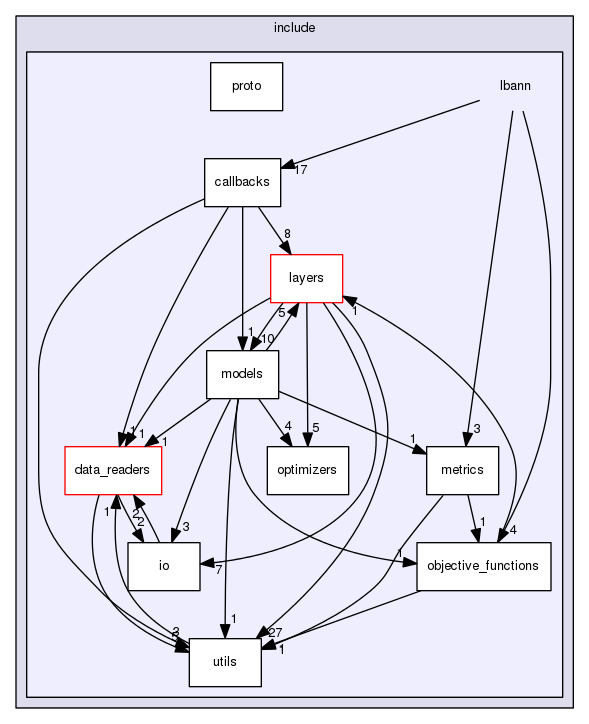 include
proto
lbann
17
callbacks
8
layers
1
5
1
10
models
1
1
1
4
5
1
3
data_readers
optimizers
metrics
1
2
2
3
1
1
4
io
7
objective_functions
3
1
27
1
utils